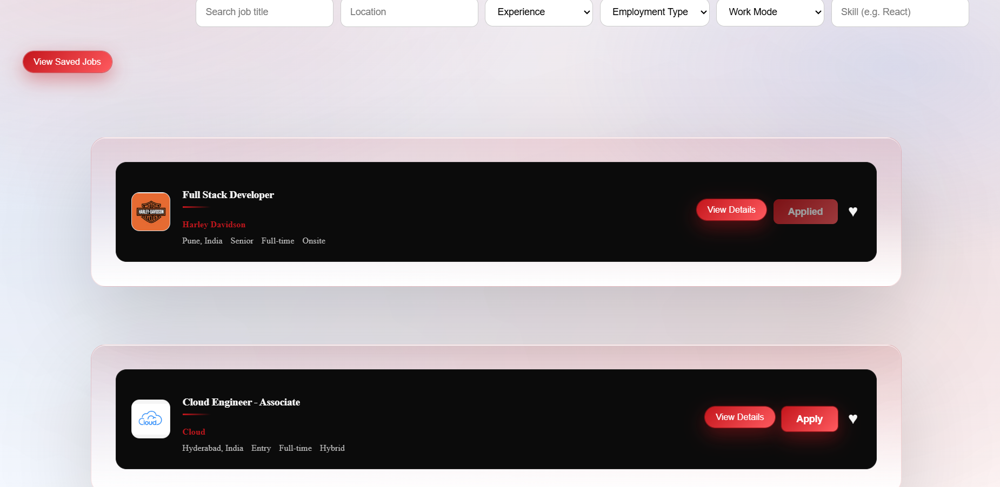 Search job title
Location
Experience
Employment Type
Work Mode
Skill (e.g. React)
View Saved Jobs
MOTOR
HARLEY-DAVIDSON
CYCLES
Full Stack Developer
Harley Davidson
Pune, India Senior Full-time Onsite
View Details
Applied
Cloud
Cloud Engineer - Associate
Cloud
Hyderabad, India Entry Full-time Hybrid
View Details
Apply